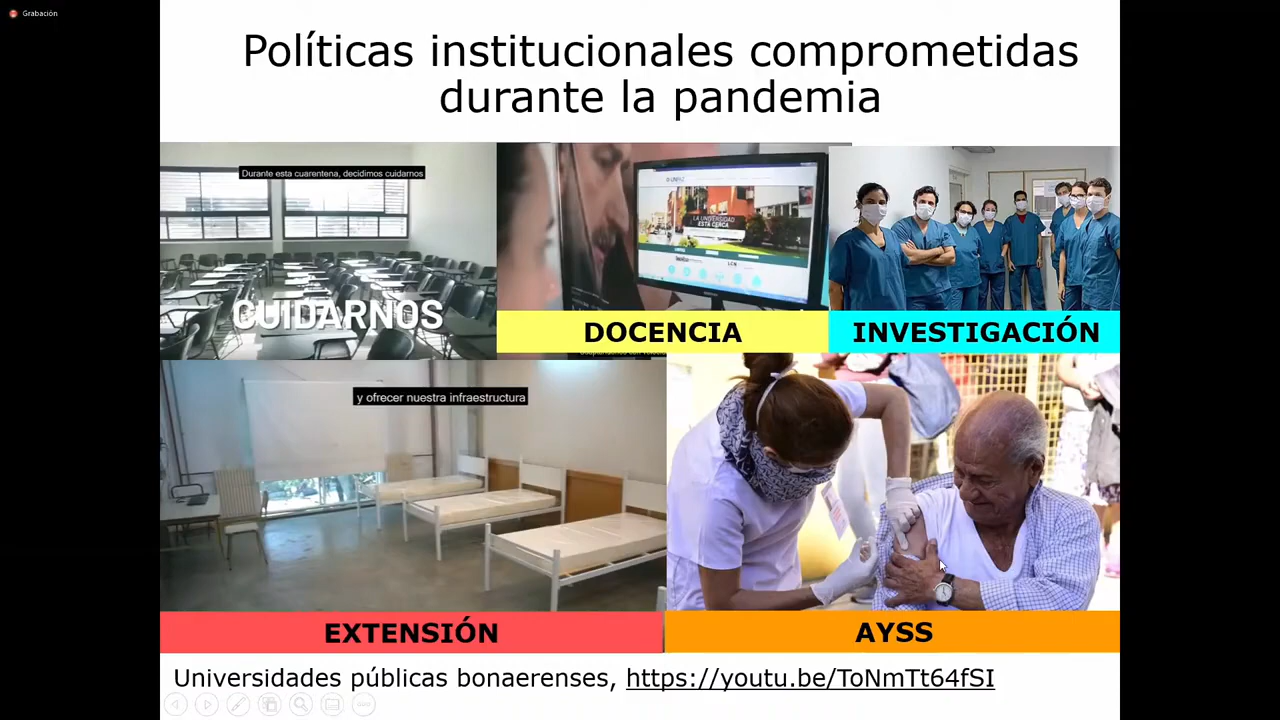 Grabación
Políticas institucionales comprometidas
durante la pandemia
Durante esta cuarentena, decidimos cuidarnos
CUIDARNOS
LA UNIVERSIDAD
ESTÁ CERCA
DOCENCIA
INVESTIGACIÓN
y ofrecer nuestra infraestructura
EXTENSIÓN
AYSS
Universidades públicas bonaerenses, https://youtu.be/ToNmTt64fSI